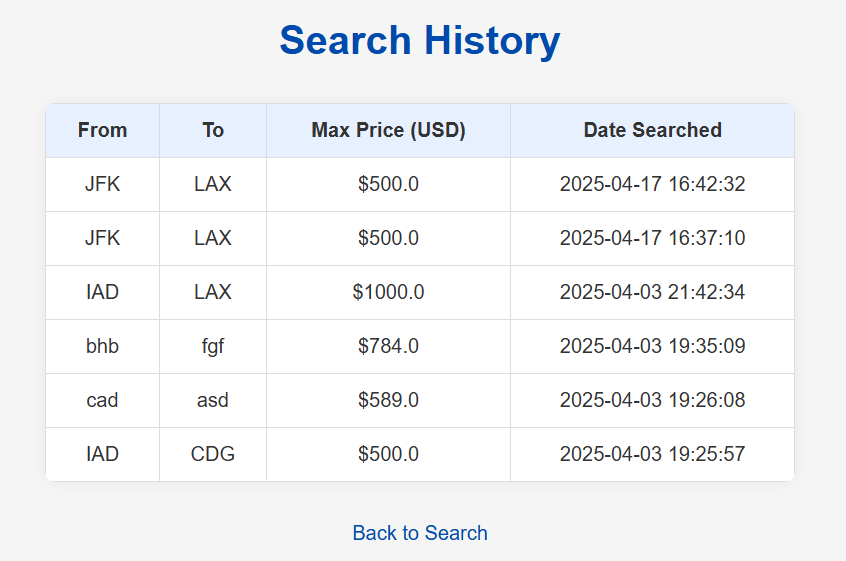 Search History
From To Max Price (USD) Date Searched
JFK LAX $500.0 2025-04-17 16:42:32
JFK LAX $500.0 2025-04-17 16:37:10
IAD LAX $1000.0 2025-04-03 21:42:34
bhb fgf $784.0 2025-04-03 19:35:09
cad asd $589.0 2025-04-03 19:26:08
IAD CDG $500.0 2025-04-03 19:25:57
Back to Search